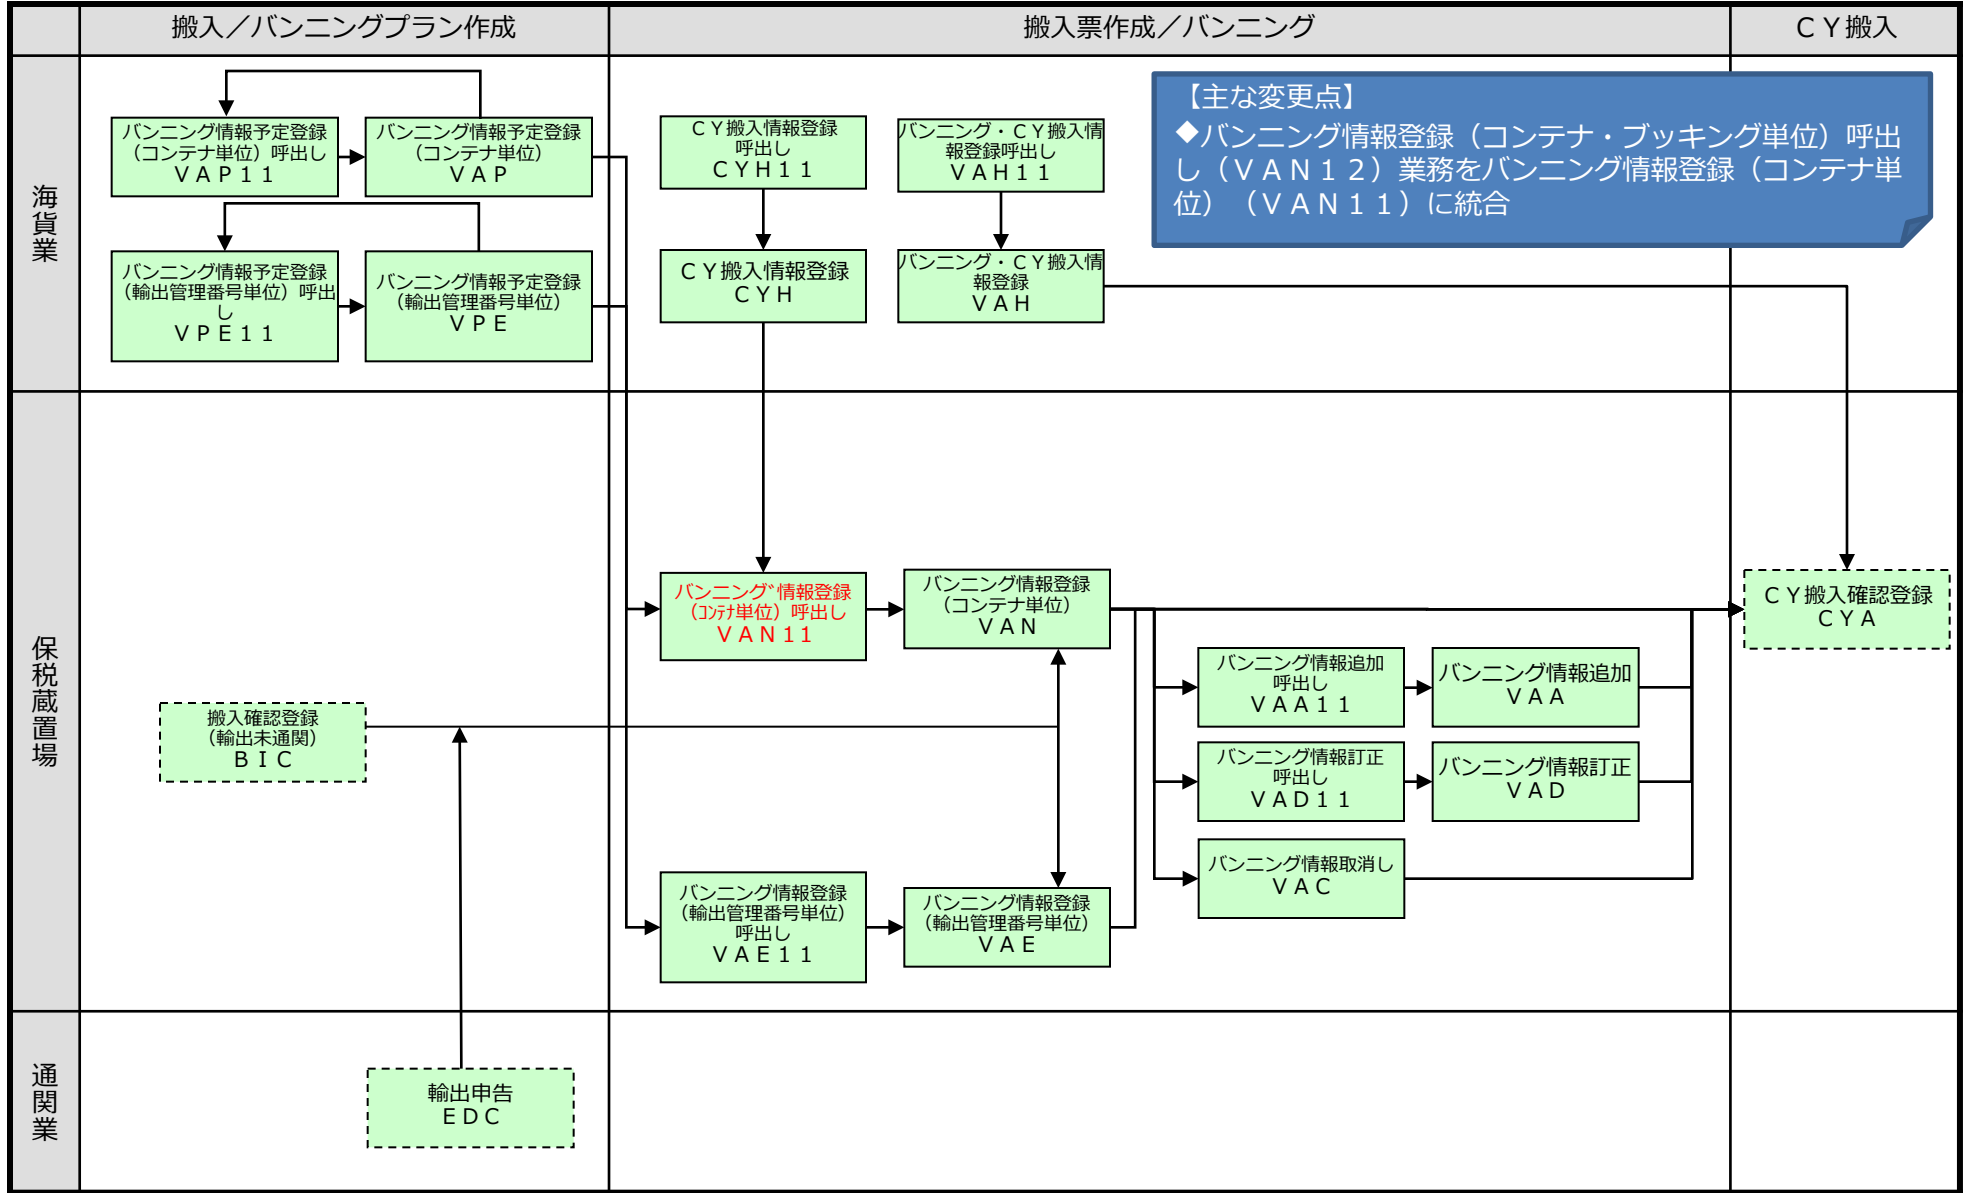 搬入／バンニングプラン作成
搬入票作成／バンニング
ＣＹ搬入
海貨業
バンニング情報予定登録
（コンテナ単位）呼出し
ＶＡＰ１１
バンニング情報予定登録
（コンテナ単位）
ＶＡＰ
ＣＹ搬入情報登録
呼出し
ＣＹＨ１１
バンニング・ＣＹ搬入情
報登録呼出し
ＶＡＨ１１
【主な変更点】
◆バンニング情報登録（コンテナ・ブッキング単位）呼出
し（ＶＡＮ１２）業務をバンニング情報登録（コンテナ単
位）（ＶＡＮ１１）に統合
バンニング情報予定登録
（輸出管理番号単位）呼出
し
ＶＰＥ１１
バンニング情報予定登録
（輸出管理番号単位）
ＶＰＥ
ＣＹ搬入情報登録
ＣＹＨ
バンニング・ＣＹ搬入情
報登録
ＶＡＨ
保税蔵置場
バンニング情報登録
（ｺﾝﾃﾅ単位）呼出し
ＶＡＮ11
バンニング情報登録
（コンテナ単位）
ＶＡＮ
ＣＹ搬入確認登録
ＣＹＡ
バンニング情報追加
呼出し
ＶＡＡ１１
バンニング情報追加
ＶＡＡ
搬入確認登録
（輸出未通関）
ＢＩＣ
バンニング情報訂正
呼出し
ＶＡＤ１１
バンニング情報訂正
ＶＡＤ
バンニング情報取消し
ＶＡＣ
バンニング情報登録
（輸出管理番号単位）
呼出し
ＶＡＥ１１
バンニング情報登録
（輸出管理番号単位）
ＶＡＥ
通関業
輸出申告
ＥＤＣ